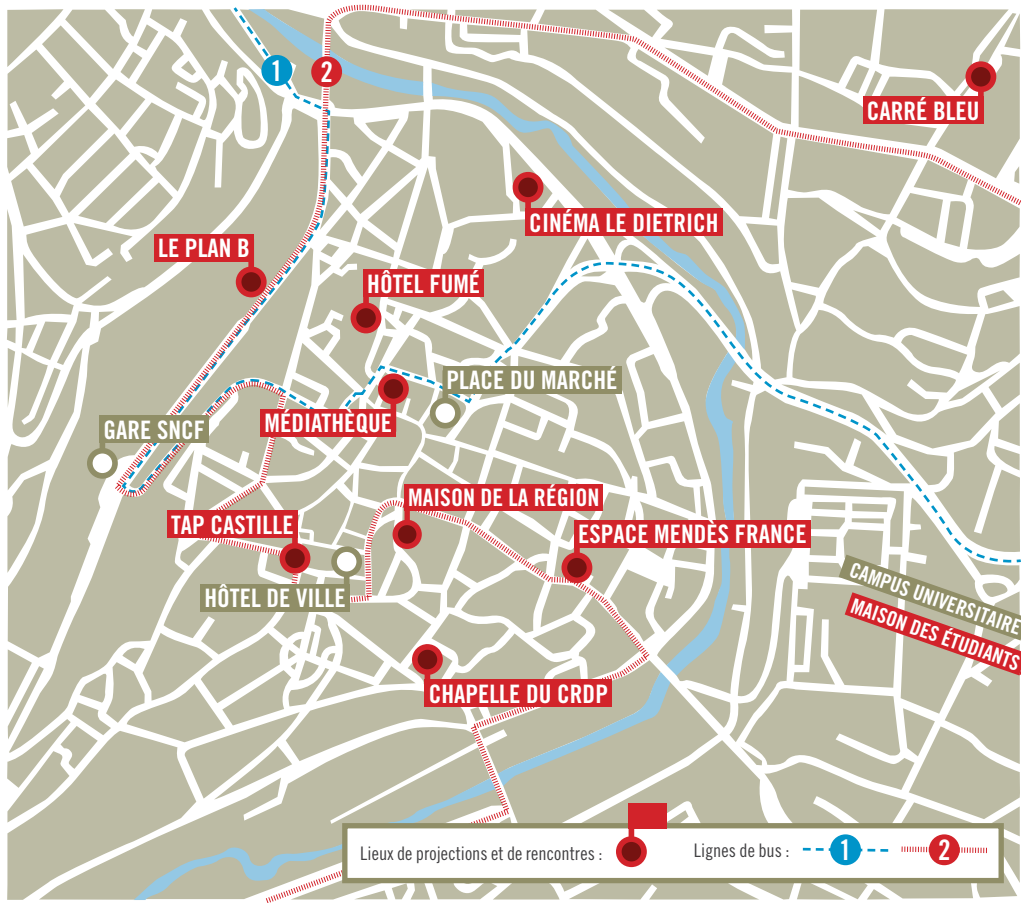 1
2
CARRÉ BLEU
CINÉMA LE DIETRICH
LE PLAN B
HÔTEL FUMÉ
PLACE DU MARCHÉ
MÉDIATHÈQUE
GARE SNCF
MAISON DE LA RÉGION
TAP CASTILLE
ESPACE MENDÈS FRANCE
HÔTEL DE VILLE
CAMPUS UNIVERSITAIRE
MAISON DES ÉTUDIANTS
CHAPELLE DU CRDP
Lieux de projections et de rencontres :
Lignes de bus : 1 2